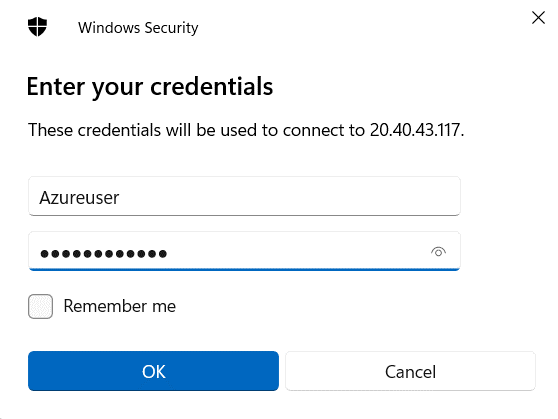 Windows Security
Enter your credentials
These credentials will be used to connect to 20.40.43.117.
Azureuser
●●●●●●●●●●●●
Remember me
OK
Cancel